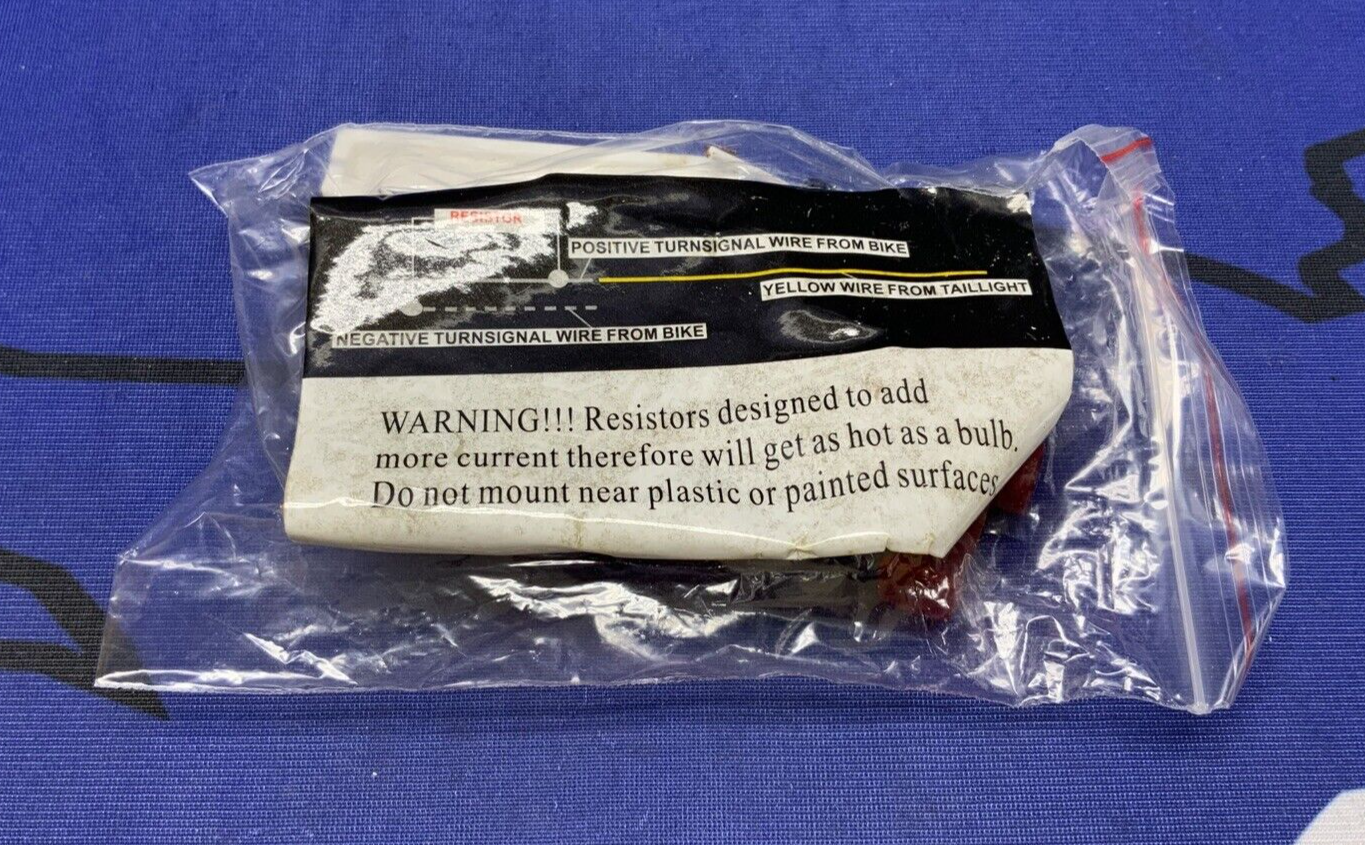 RESISTOR
POSITIVE TURNSIGNAL WIRE FROM BIKE
YELLOW WIRE FROM TAILLIGHT
NEGATIVE TURNSIGNAL WIRE FROM BIKE
WARNING!!! Resistors designed to add
more current therefore will get as hot as a bulb.
Do not mount near plastic or painted surfaces